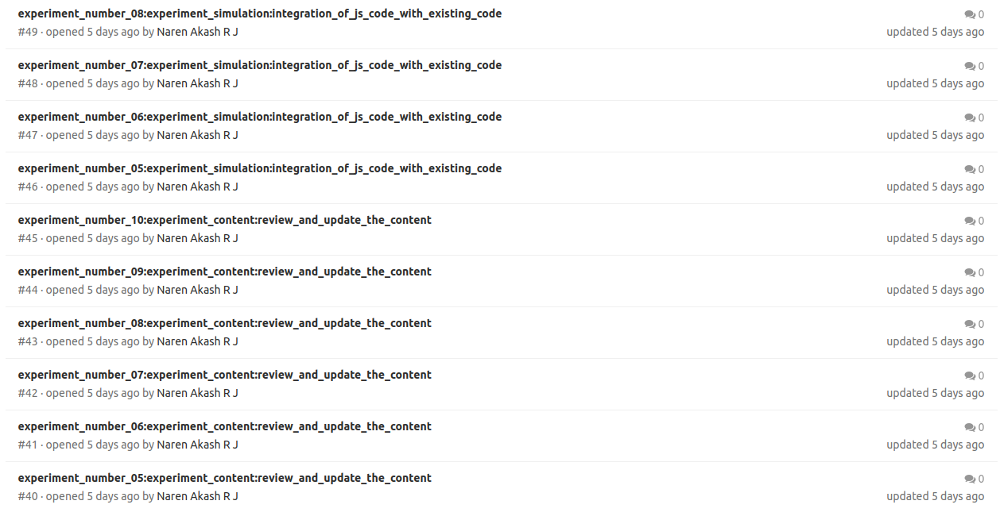 experiment_number_08:experiment_simulation:integration_of_js_code_with_existing_code 0
#49 · opened 5 days ago by Naren Akash R J updated 5 days ago
experiment_number_07:experiment_simulation:integration_of_js_code_with_existing_code 0
#48 · opened 5 days ago by Naren Akash R J updated 5 days ago
experiment_number_06:experiment_simulation:integration_of_js_code_with_existing_code 0
#47 · opened 5 days ago by Naren Akash R J updated 5 days ago
experiment_number_05:experiment_simulation:integration_of_js_code_with_existing_code 0
#46 · opened 5 days ago by Naren Akash R J updated 5 days ago
experiment_number_10:experiment_content:review_and_update_the_content 0
#45 · opened 5 days ago by Naren Akash R J updated 5 days ago
experiment_number_09:experiment_content:review_and_update_the_content 0
#44 · opened 5 days ago by Naren Akash R J updated 5 days ago
experiment_number_08:experiment_content:review_and_update_the_content 0
#43 · opened 5 days ago by Naren Akash R J updated 5 days ago
experiment_number_07:experiment_content:review_and_update_the_content 0
#42 · opened 5 days ago by Naren Akash R J updated 5 days ago
experiment_number_06:experiment_content:review_and_update_the_content 0
#41 · opened 5 days ago by Naren Akash R J updated 5 days ago
experiment_number_05:experiment_content:review_and_update_the_content 0
#40 · opened 5 days ago by Naren Akash R J updated 5 days ago